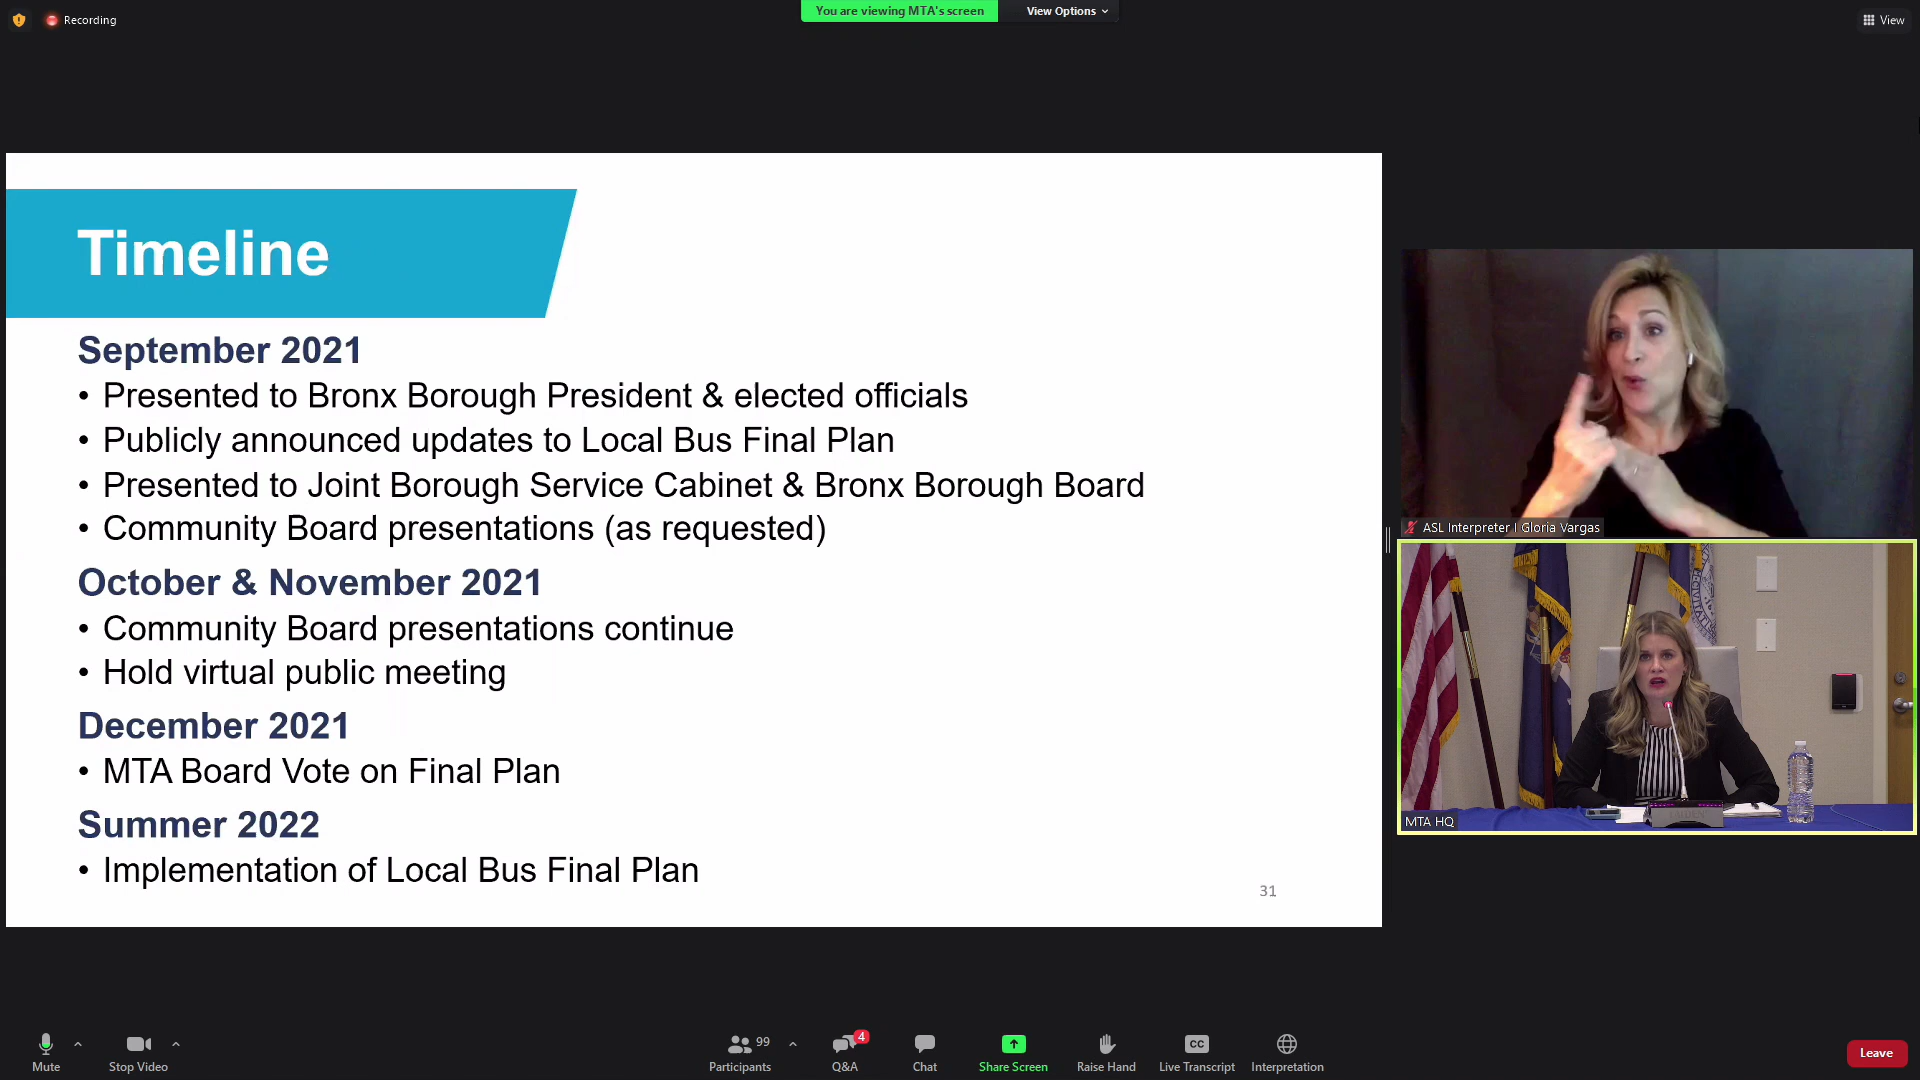 Recording
You are viewing MTA's screen
View Options
View
Timeline
September 2021
• Presented to Bronx Borough President & elected officials
• Publicly announced updates to Local Bus Final Plan
• Presented to Joint Borough Service Cabinet & Bronx Borough Board
• Community Board presentations (as requested)
October & November 2021
• Community Board presentations continue
• Hold virtual public meeting
December 2021
• MTA Board Vote on Final Plan
Summer 2022
• Implementation of Local Bus Final Plan
31
ASL Interpreter I Gloria Vargas
MTA HQ
Mute
Stop Video
99
Participants
4
Q&A
Chat
Share Screen
Raise Hand
CC
Live Transcript
Interpretation
Leave